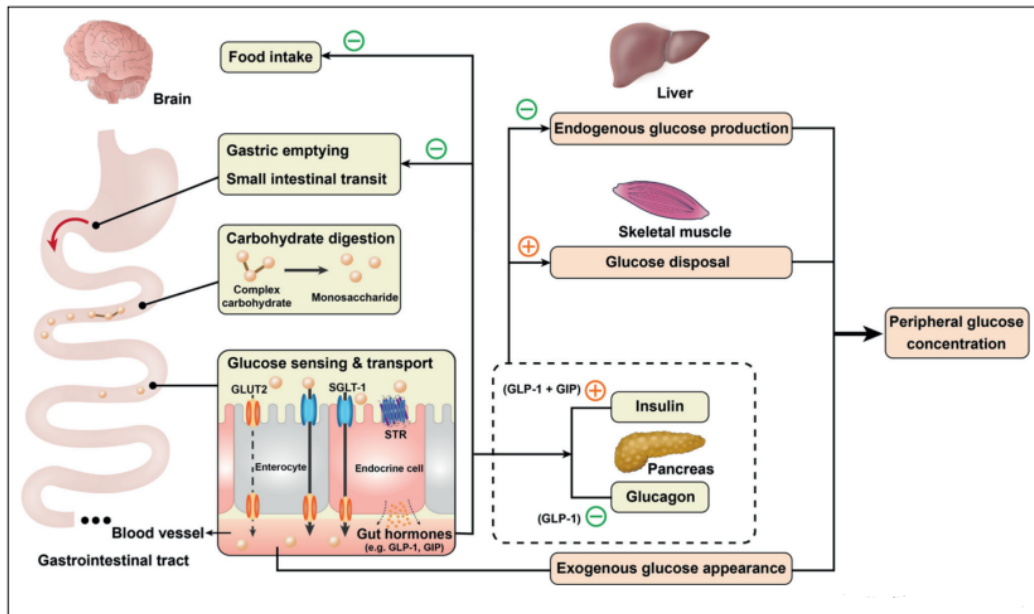 Brain
Food intake
Liver
Endogenous glucose production
Gastric emptying
Small intestinal transit
Skeletal muscle
Glucose disposal
Carbohydrate digestion
Complex
carbohydrate
Monosaccharide
Peripheral glucose
concentration
Glucose sensing & transport
GLUT2
SGLT-1
STR
Enterocyte
Endocrine cell
Gut hormones
(e.g. GLP-1, GIP)
Blood vessel
Gastrointestinal tract
(GLP-1 + GIP)
Insulin
Pancreas
Glucagon
(GLP-1)
Exogenous glucose appearance